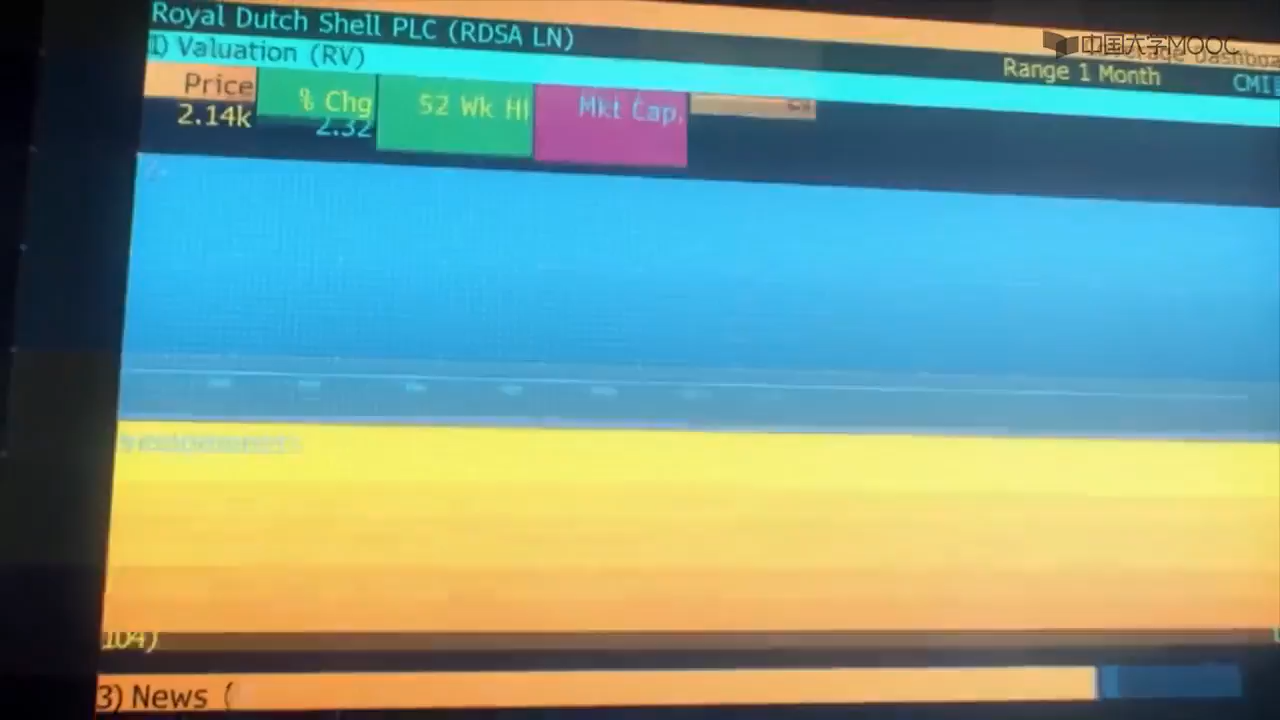 Royal Dutch Shell PLC (RDSA LN)
中国大学MOOC
1) Valuation (RV)
Range 1 Month
CMI
Price
% Chg
52 Wk HI
Mkt Cap.
2.14k
2.32
104)
3) News (